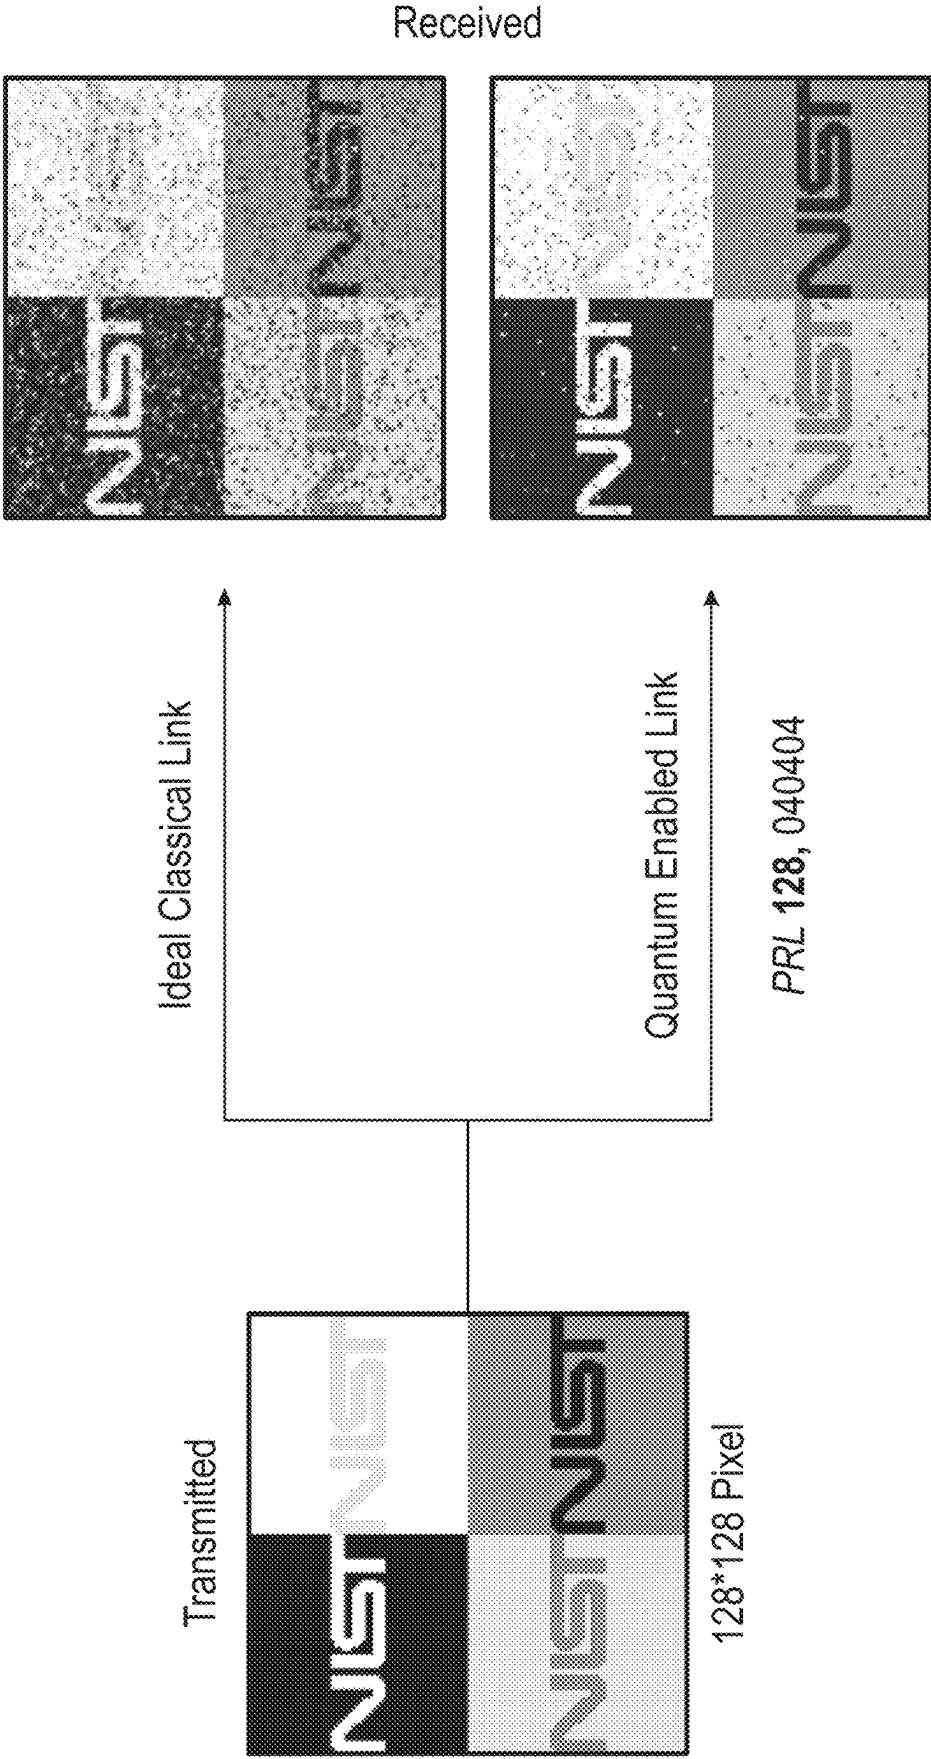 Transmitted
NIST NIST
NIST NIST
128*128 Pixel
Ideal Classical Link
Quantum Enabled Link
PRL 128, 040404
Received
NIST
NIST NIST
NIST NIST
NIST NIST